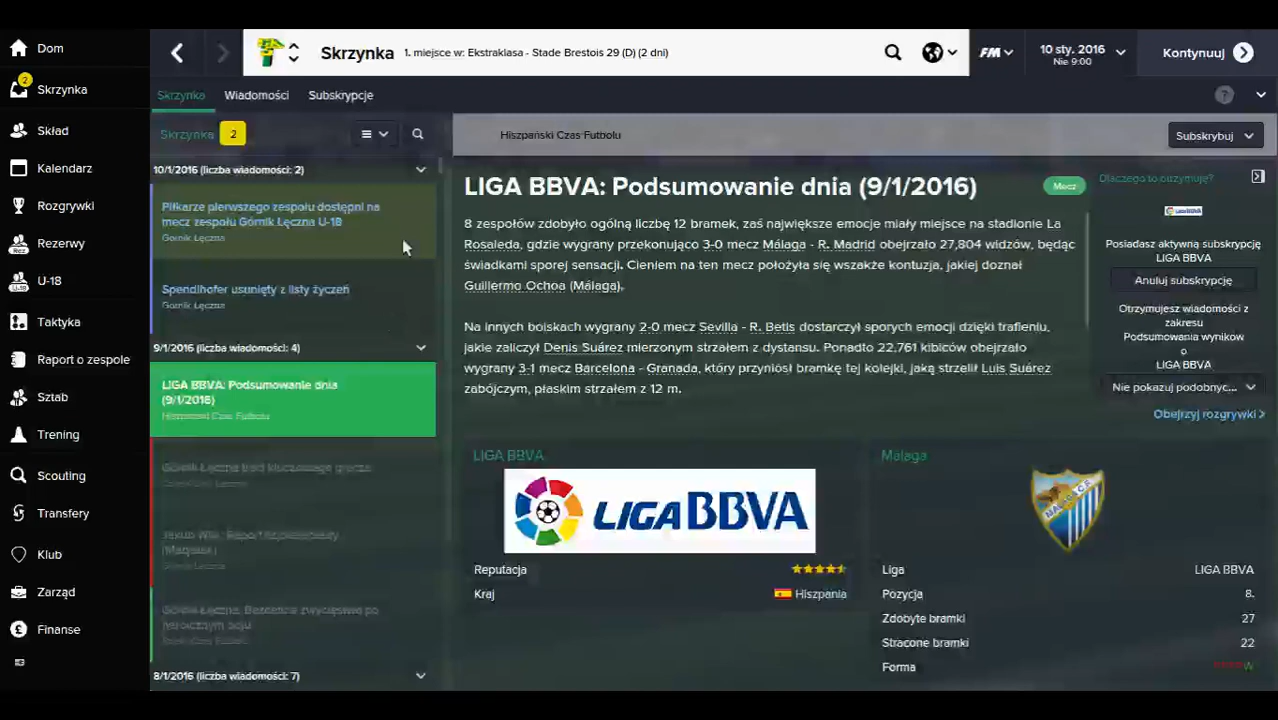 Dom
2
Skrzynka
Skład
Kalendarz
Rozgrywki
Rezerwy
U-18
Taktyka
Raport o zespole
Sztab
Trening
Scouting
Transfery
Klub
Zarząd
Finanse
Skrzynka
1. miejsce w: Ekstraklasa - Stade Brestois 29 (D) (2 dni)
FM
10 sty. 2016
Nie 9:00
Kontynuuj
Skrzynka
Wiadomości
Subskrypcje
?
Skrzynka
2
10/1/2016 (liczba wiadomości: 2)
Piłkarze pierwszego zespołu dostępni na
mecz zespołu Górnik Łęczna U-18
Górnik Łęczna
Spendlhofer usunięty z listy życzeń
Górnik Łęczna
9/1/2016 (liczba wiadomości: 4)
LIGA BBVA: Podsumowanie dnia
(9/1/2016)
Hiszpański Czas Futbolu
Górnik Łęczna traci kluczowego gracza
Górnik Łęczna
8/1/2016 (liczba wiadomości: 7)
Hiszpański Czas Futbolu
Subskrybuj
LIGA BBVA: Podsumowanie dnia (9/1/2016)
Mecz
8 zespołów zdobyło ogólną liczbę 12 bramek, zaś największe emocje miały miejsce na stadionie La
Rosaleda, gdzie wygrany przekonująco 3-0 mecz Málaga - R. Madrid obejrzało 27,804 widzów, będąc
świadkami sporej sensacji. Cieniem na ten mecz położyła się wszakże kontuzja, jakiej doznał
Guillermo Ochoa (Málaga).
Na innych boiskach wygrany 2-0 mecz Sevilla - R. Betis dostarczył sporych emocji dzięki trafieniu,
jakie zaliczył Denis Suárez mierzonym strzałem z dystansu. Ponadto 22,761 kibiców obejrzało
wygrany 3-1 mecz Barcelona - Granada, który przyniósł bramkę tej kolejki, jaką strzelił Luis Suárez
zabójczym, płaskim strzałem z 12 m.
LIGA BBVA
LIGA BBVA
Reputacja
Kraj
Hiszpania
Málaga
Liga
LIGA BBVA
Pozycja
8.
Zdobyte bramki
27
Stracone bramki
22
Forma
Dlaczego to otrzymuję?
Posiadasz aktywną subskrypcję
LIGA BBVA
Anuluj subskrypcję
Otrzymujesz wiadomości z
zakresu
Podsumowania wyników
o
LIGA BBVA
Nie pokazuj podobnyc...
Obejrzyj rozgrywki >